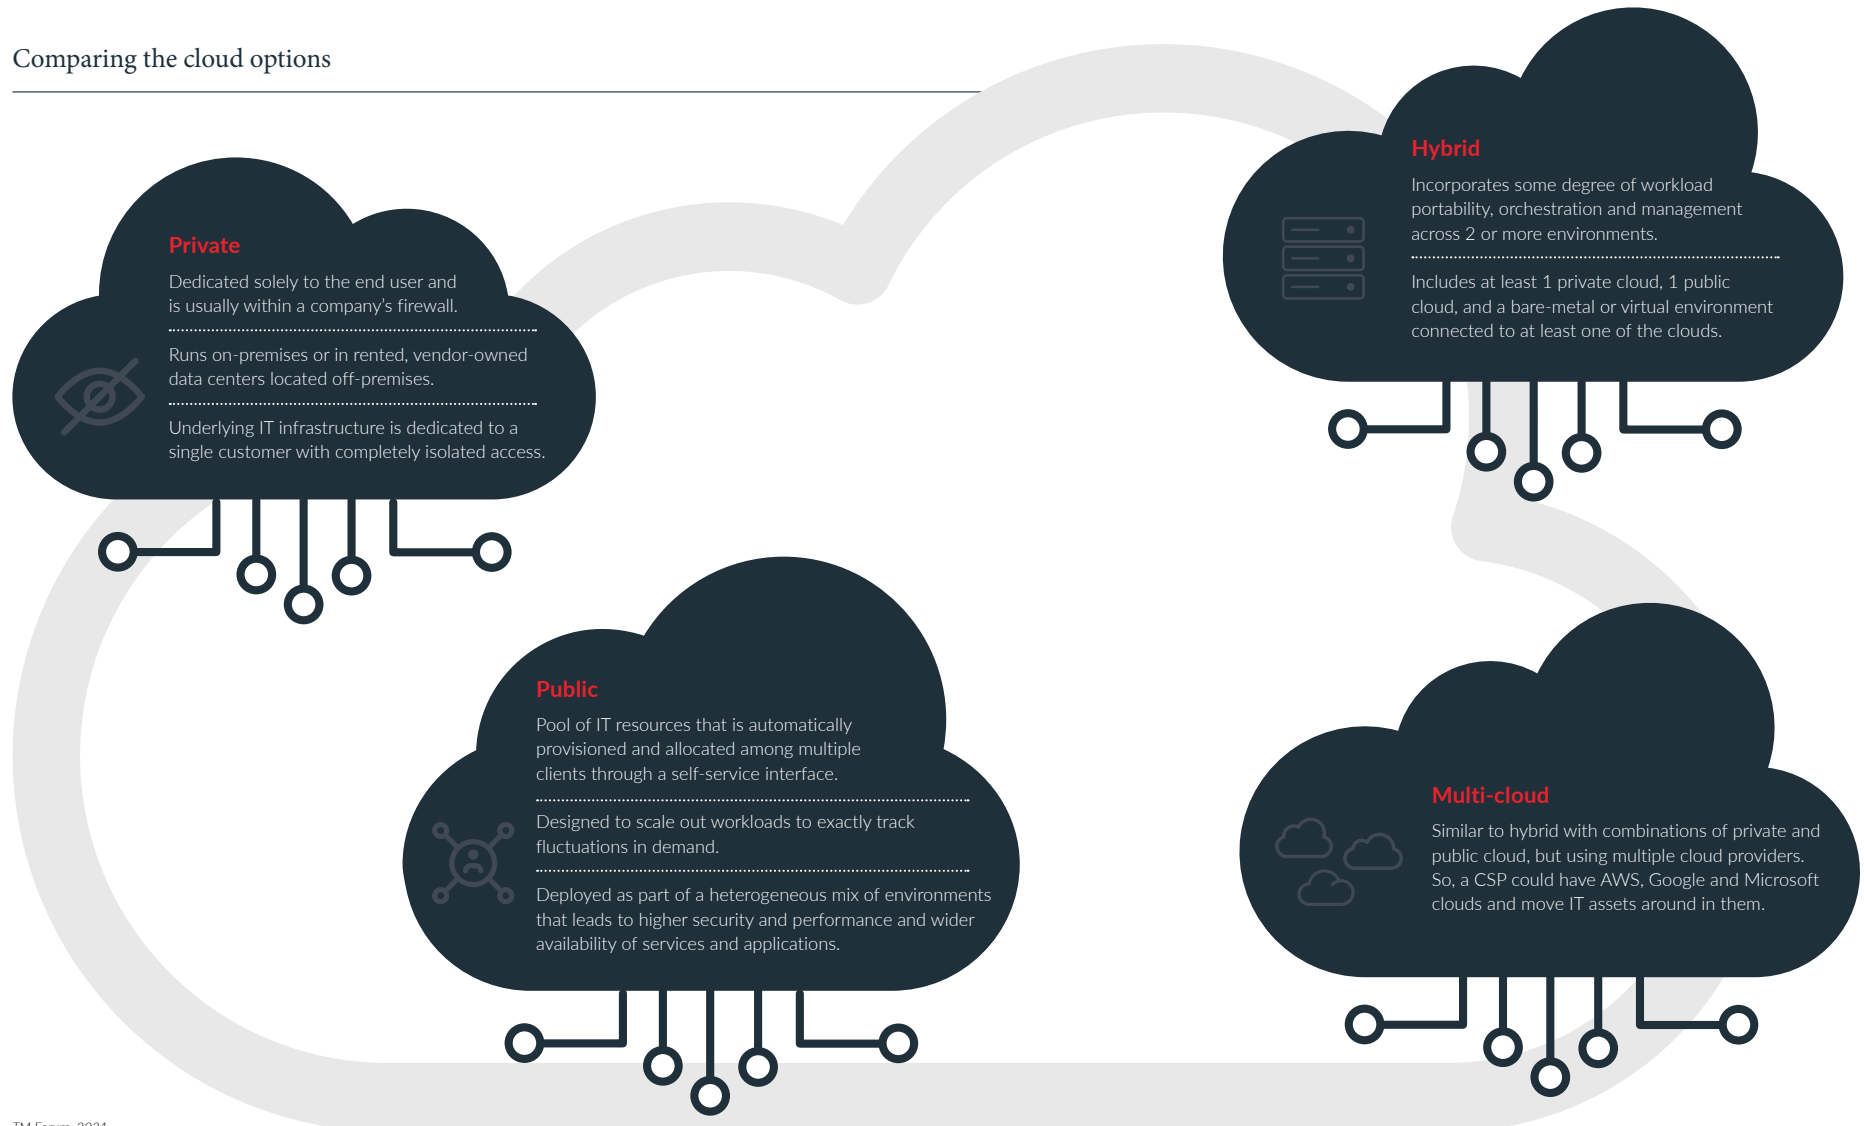 Comparing the cloud options
Private
Dedicated solely to the end user and
is usually within a company’s firewall.
Runs on-premises or in rented, vendor-owned
data centers located off-premises.
Underlying IT infrastructure is dedicated to a
single customer with completely isolated access.
Public
Pool of IT resources that is automatically
provisioned and allocated among multiple
clients through a self-service interface.
Designed to scale out workloads to exactly track
fluctuations in demand.
Deployed as part of a heterogeneous mix of environments
that leads to higher security and performance and wider
availability of services and applications.
Hybrid
Incorporates some degree of workload
portability, orchestration and management
across 2 or more environments.
Includes at least 1 private cloud, 1 public
cloud, and a bare-metal or virtual environment
connected to at least one of the clouds.
Multi-cloud
Similar to hybrid with combinations of private and
public cloud, but using multiple cloud providers.
So, a CSP could have AWS, Google and Microsoft
clouds and move IT assets around in them.
TM Forum, 2021